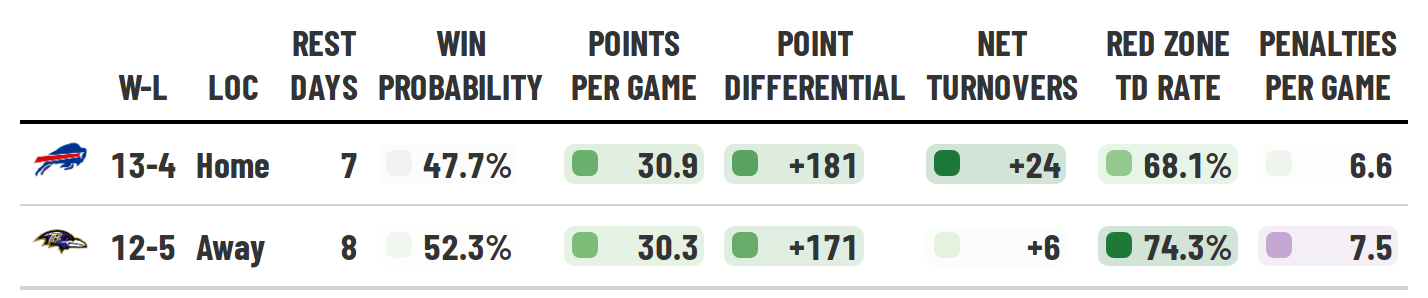 W-L LOC REST DAYS WIN PROBABILITY POINTS PER GAME POINT DIFFERENTIAL NET TURNOVERS RED ZONE TD RATE PENALTIES PER GAME
13-4 Home 7 47.7% 30.9 +181 +24 68.1% 6.6
12-5 Away 8 52.3% 30.3 +171 +6 74.3% 7.5